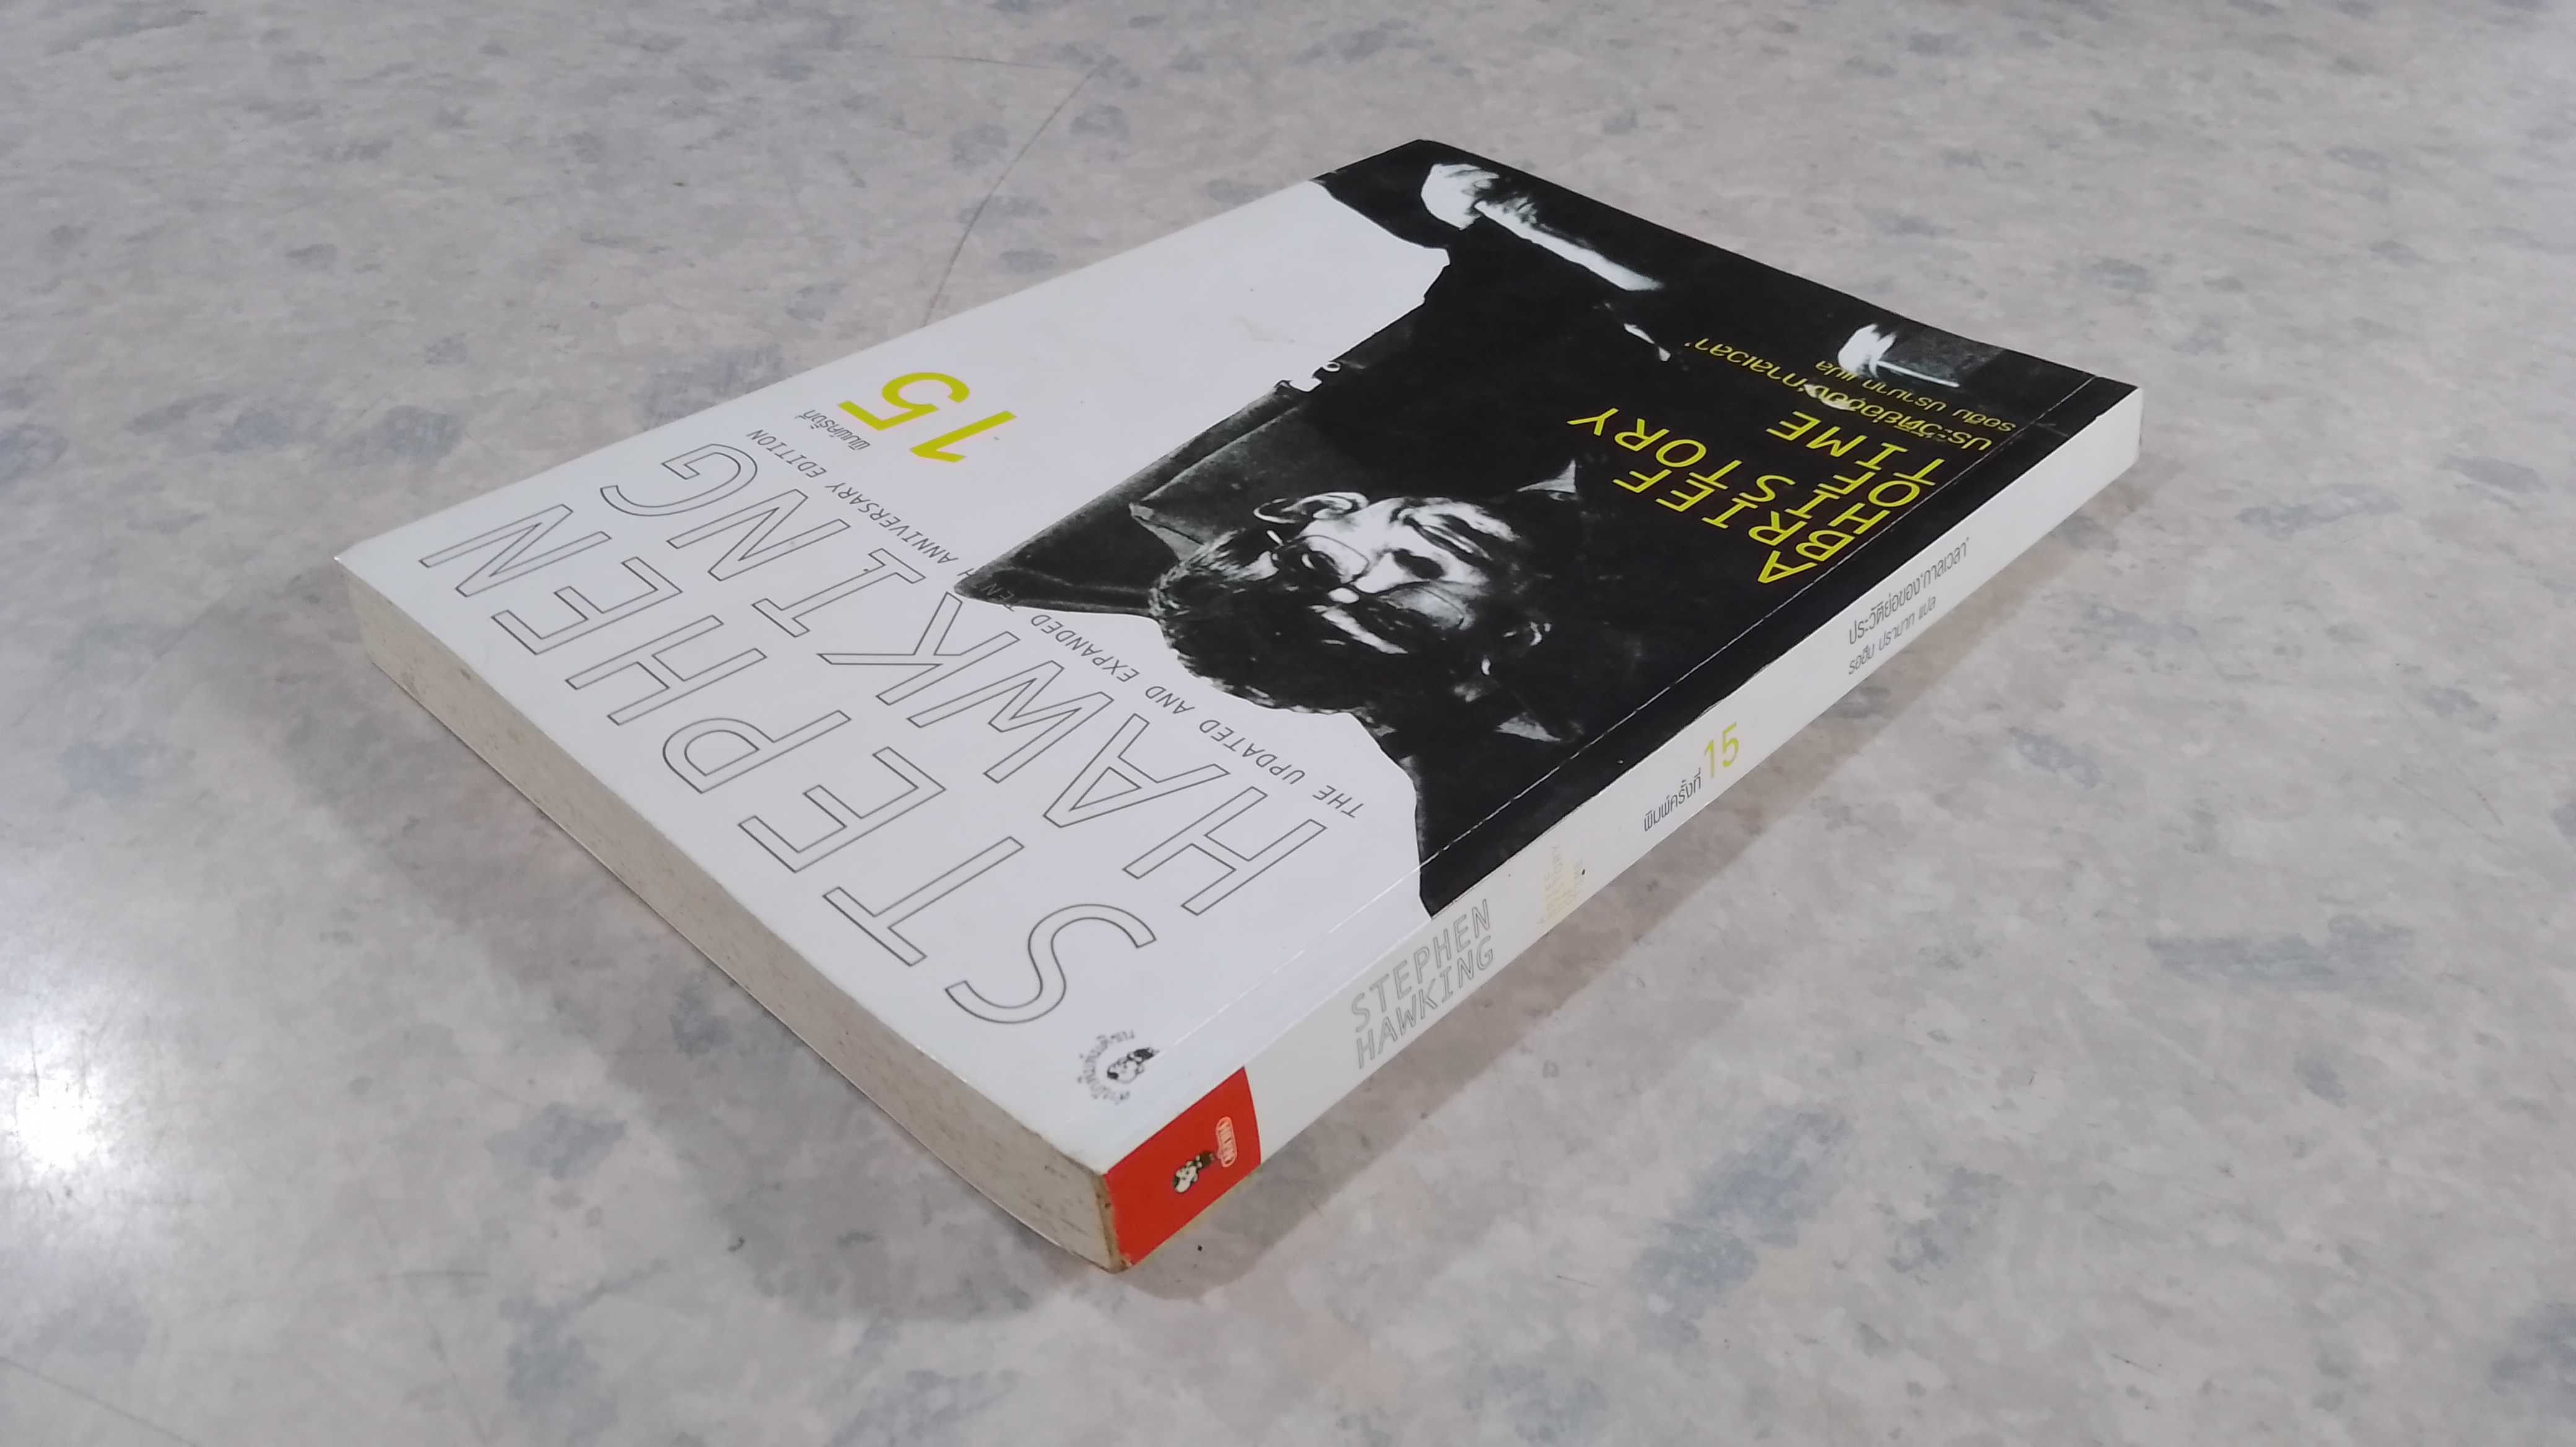 STEPHEN
HAWKING
THE UPDATED AND EXPANDED TENTH ANNIVERSARY EDITION
พิมพ์ครั้งที่
15
A
BRIEF
HISTORY
OF
TIME
ประวัติย่อของ'กาลเวลา'
รอฮีม ปรามาท แปล
STEPHEN
HAWKING
พิมพ์ครั้งที่ 15
ประวัติย่อของ'กาลเวลา'
รอฮีม ปรามาท แปล